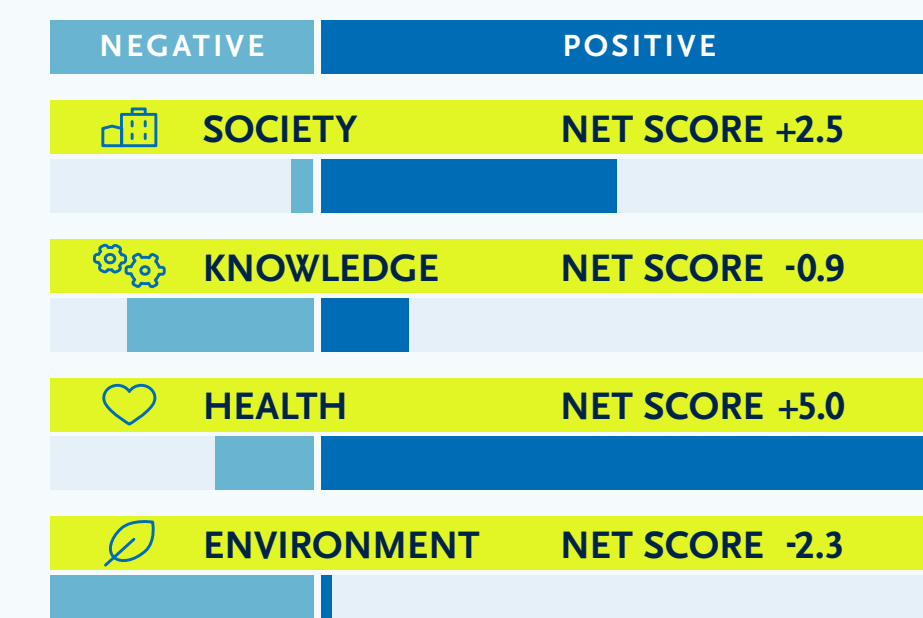 NEGATIVE POSITIVE
SOCIETY NET SCORE +2.5
KNOWLEDGE NET SCORE -0.9
HEALTH NET SCORE +5.0
ENVIRONMENT NET SCORE -2.3